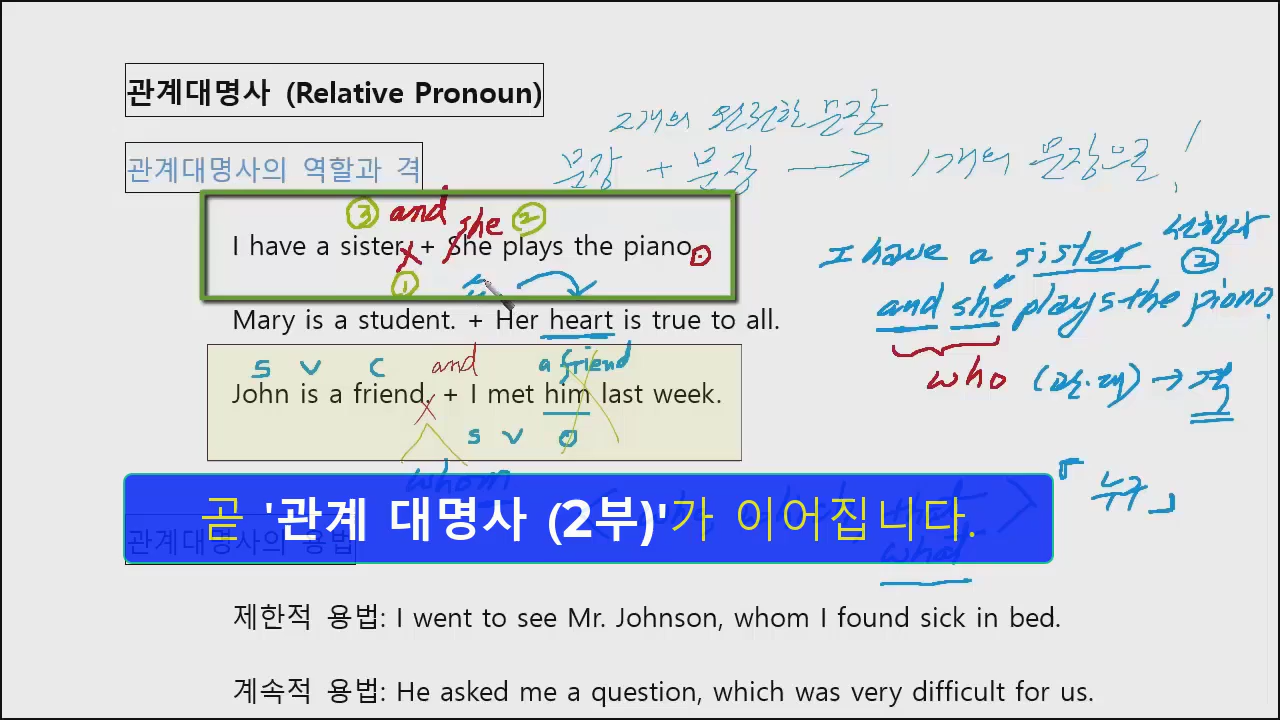 관계대명사 (Relative Pronoun)
2개의 완전한 문장
관계대명사의 역할과 격
문장 + 문장 → 1개의 문장으로!
③ and she ②
I have a sister. + She plays the piano.
①
선행사
I have a sister ②
and she plays the piano.
Mary is a student. + Her heart is true to all.
who (관.대) → 절
S V C and a friend
John is a friend. + I met him last week.
S V O
whom
「누구」
곧 '관계 대명사 (2부)'가 이어집니다.
관계대명사의 용법
what
제한적 용법: I went to see Mr. Johnson, whom I found sick in bed.
계속적 용법: He asked me a question, which was very difficult for us.